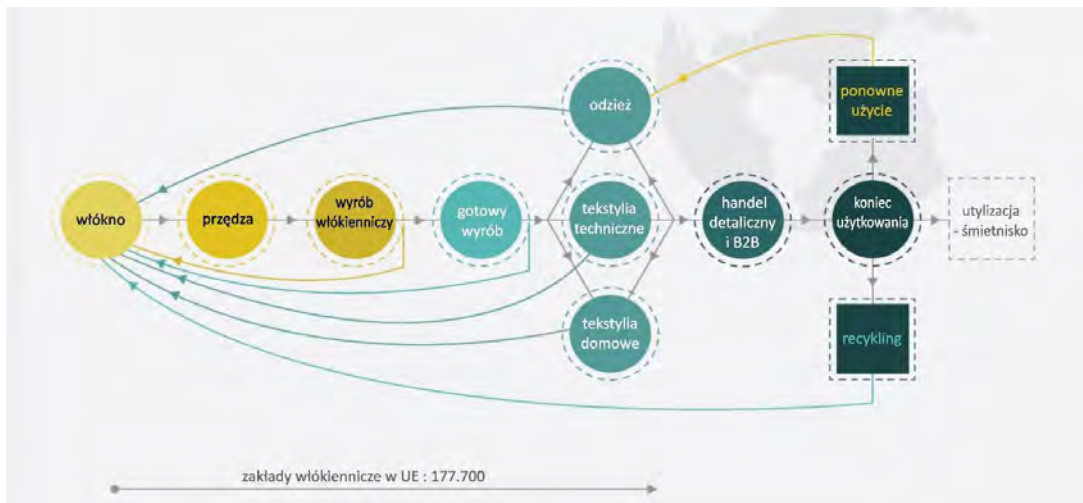 ponowne
użycie
odzież
włókno
przędza
wyrób
włókienniczy
gotowy
wyrób
tekstylia
techniczne
handel
detaliczny
i B2B
koniec
użytkowania
utylizacja
- śmietnisko
tekstylia
domowe
recykling
zakłady włókiennicze w UE : 177.700